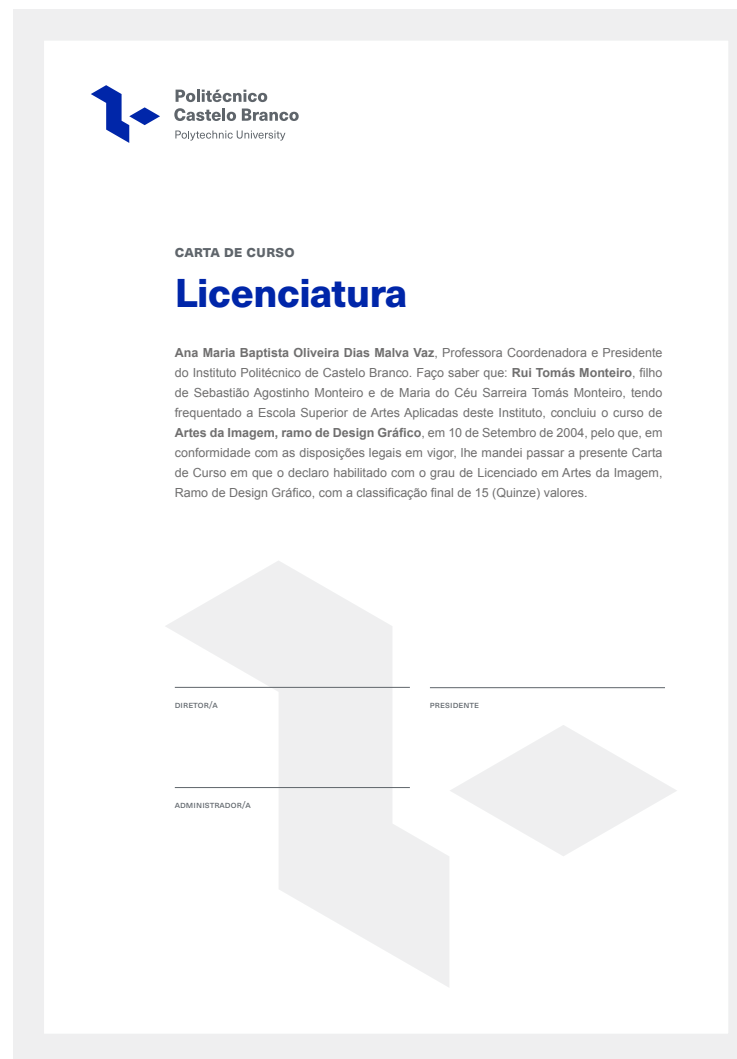 Politécnico
Castelo Branco
Polytechnic University
CARTA DE CURSO
Licenciatura
Ana Maria Baptista Oliveira Dias Malva Vaz, Professora Coordenadora e Presidente
do Instituto Politécnico de Castelo Branco. Faço saber que: Rui Tomás Monteiro, filho
de Sebastião Agostinho Monteiro e de Maria do Céu Sarreira Tomás Monteiro, tendo
frequentado a Escola Superior de Artes Aplicadas deste Instituto, concluiu o curso de
Artes da Imagem, ramo de Design Gráfico, em 10 de Setembro de 2004, pelo que, em
conformidade com as disposições legais em vigor, lhe mandei passar a presente Carta
de Curso em que o declaro habilitado com o grau de Licenciado em Artes da Imagem,
Ramo de Design Gráfico, com a classificação final de 15 (Quinze) valores.
DIRETOR/A
PRESIDENTE
ADMINISTRADOR/A